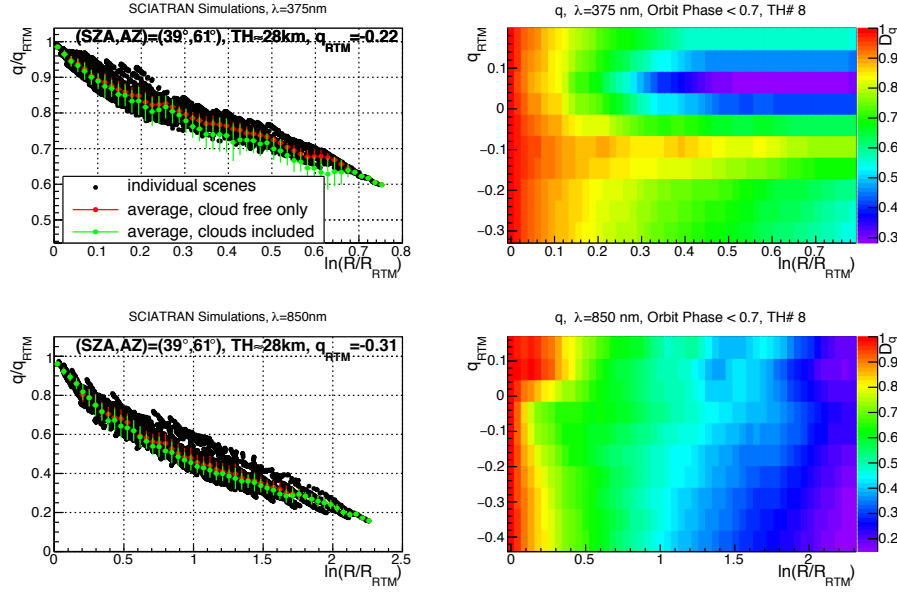 SCIATRAN Simulations, λ=375nm
(SZA,AZ)=(39°,61°), TH≈28km, q_RTM=-0.22
q/q_RTM
1
0.9
0.8
0.7
0.6
0.5
individual scenes
average, cloud free only
average, clouds included
0 0.1 0.2 0.3 0.4 0.5 0.6 0.7 0.8
ln(R/R_RTM)
q, λ=375 nm, Orbit Phase < 0.7, TH# 8
q_RTM
0.1
0
−0.1
−0.2
−0.3
0 0.1 0.2 0.3 0.4 0.5 0.6 0.7
ln(R/R_RTM)
D_q
1
0.9
0.8
0.7
0.6
0.5
0.4
0.3
SCIATRAN Simulations, λ=850nm
(SZA,AZ)=(39°,61°), TH≈28km, q_RTM=-0.31
q/q_RTM
1
0.8
0.6
0.4
0.2
0
0 0.5 1 1.5 2 2.5
ln(R/R_RTM)
q, λ=850 nm, Orbit Phase < 0.7, TH# 8
q_RTM
0.1
0
−0.1
−0.2
−0.3
−0.4
0 0.5 1 1.5 2
ln(R/R_RTM)
D_q
1
0.9
0.8
0.7
0.6
0.5
0.4
0.3
0.2